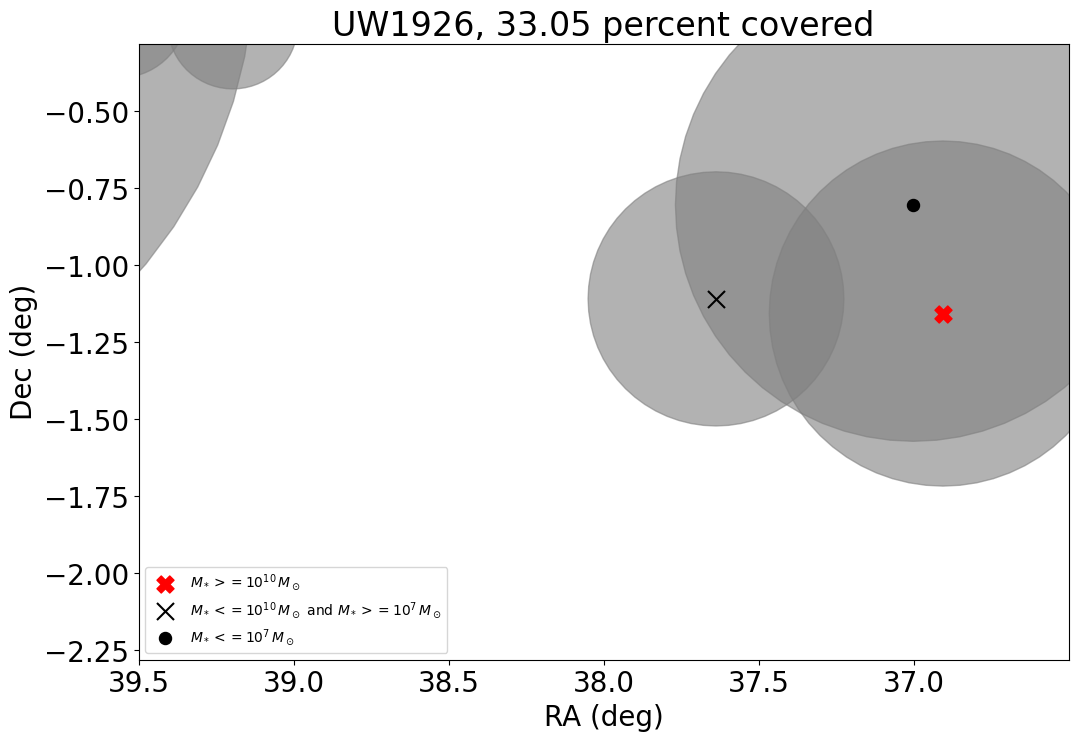 UW1926, 33.05 percent covered
−0.50
−0.75
−1.00
−1.25
−1.50
−1.75
−2.00
−2.25
Dec (deg)
M* >= 10^10 M⊙
M* <= 10^10 M⊙ and M* >= 10^7 M⊙
M* <= 10^7 M⊙
39.5 39.0 38.5 38.0 37.5 37.0
RA (deg)